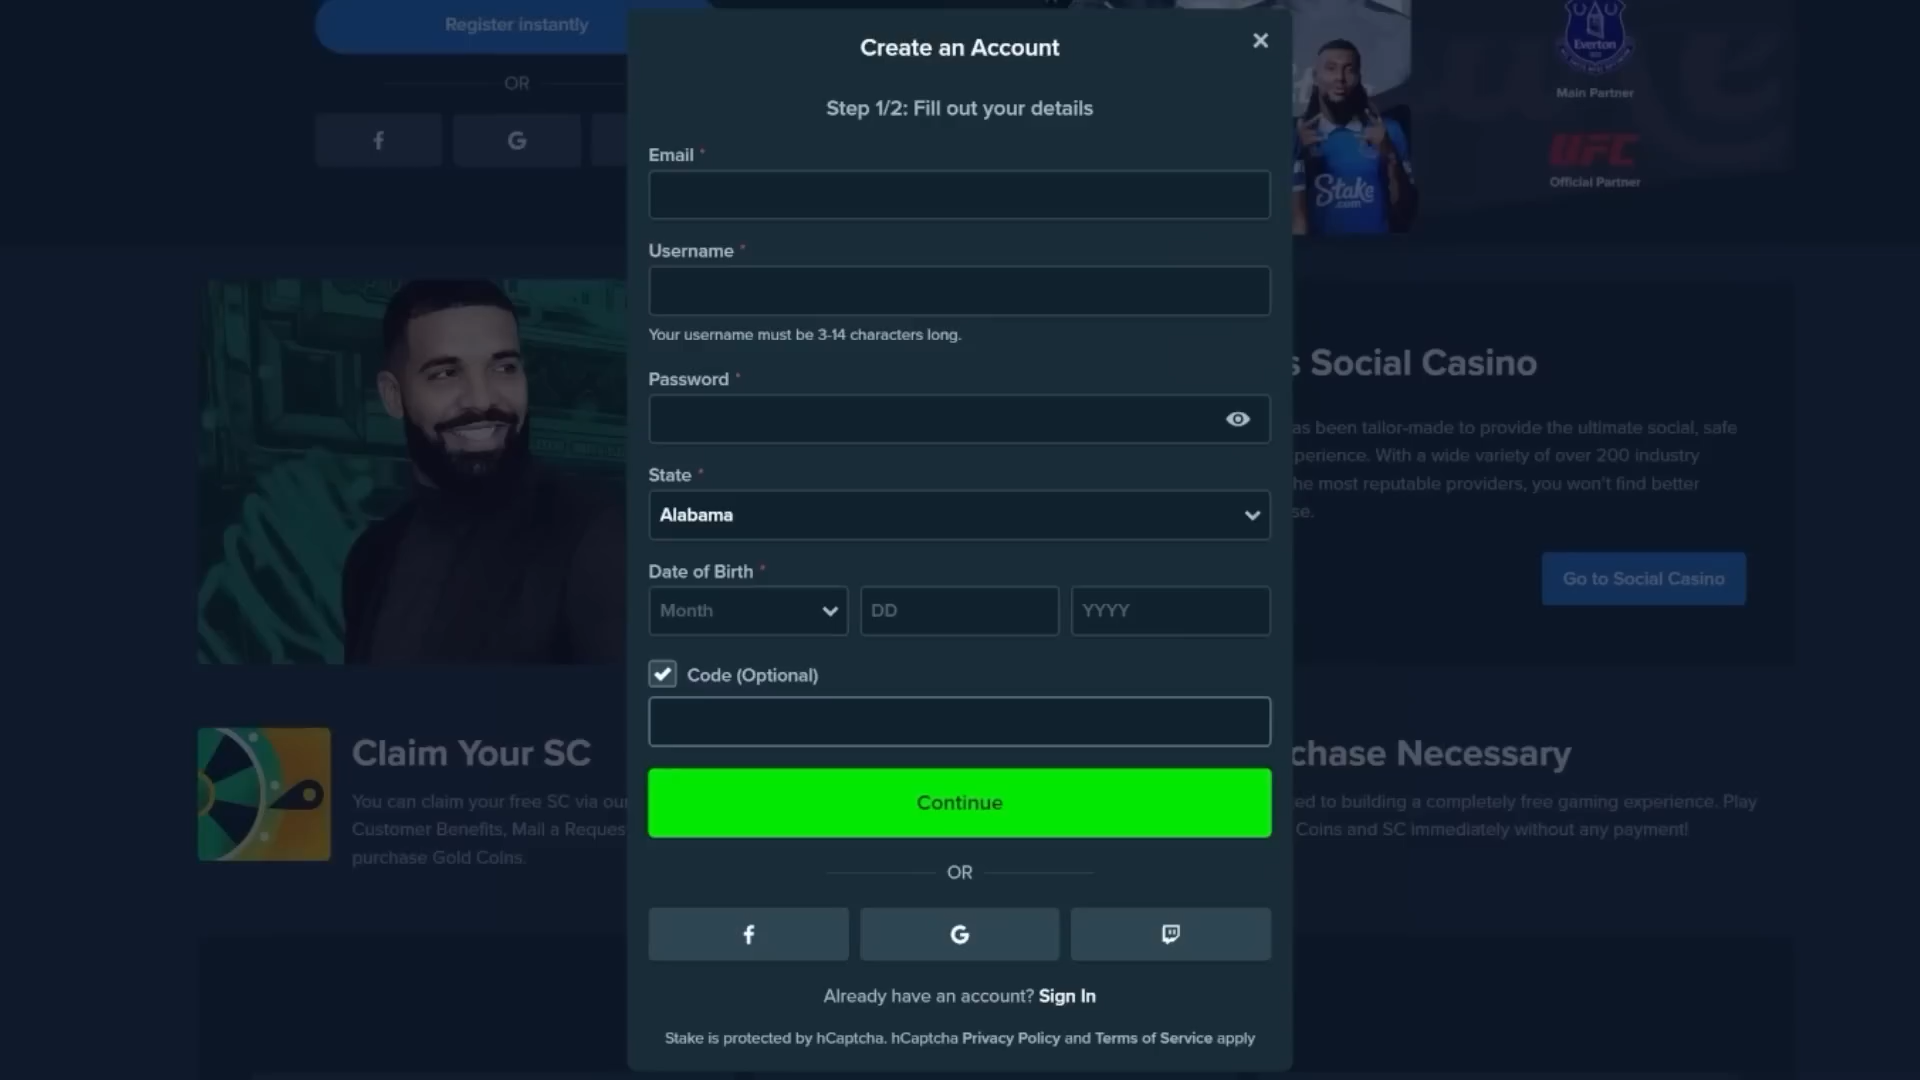 Register instantly
OR
Create an Account
Step 1/2: Fill out your details
Email *
Username *
Your username must be 3-14 characters long.
Password *
State *
Alabama
Date of Birth *
Month
DD
YYYY
Code (Optional)
Continue
OR
Already have an account? Sign In
Stake is protected by hCaptcha. hCaptcha Privacy Policy and Terms of Service apply
Everton
Main Partner
UFC
Official Partner
Stake
.com
Social Casino
as been tailor-made to provide the ultimate social, safe
perience. With a wide variety of over 200 industry
he most reputable providers, you won't find better
se.
Go to Social Casino
Claim Your SC
You can claim your free SC via our
Customer Benefits, Mail a Reques
purchase Gold Coins.
chase Necessary
ed to building a completely free gaming experience. Play
Coins and SC immediately without any payment!